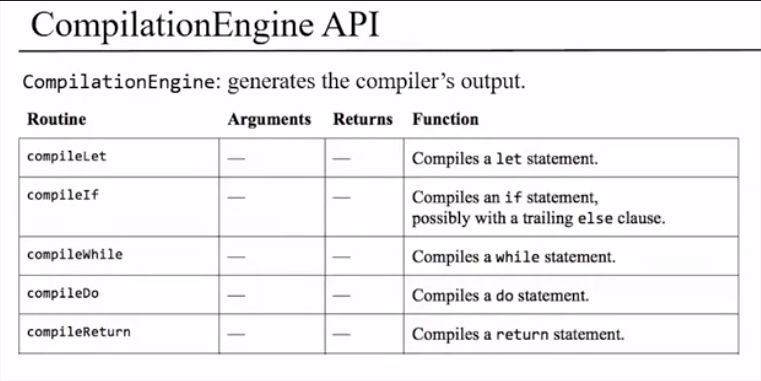 CompilationEngine API
CompilationEngine: generates the compiler's output.
Routine Arguments Returns Function
compileLet — — Compiles a let statement.
compileIf — — Compiles an if statement,
possibly with a trailing else clause.
compileWhile — — Compiles a while statement.
compileDo — — Compiles a do statement.
compileReturn — — Compiles a return statement.